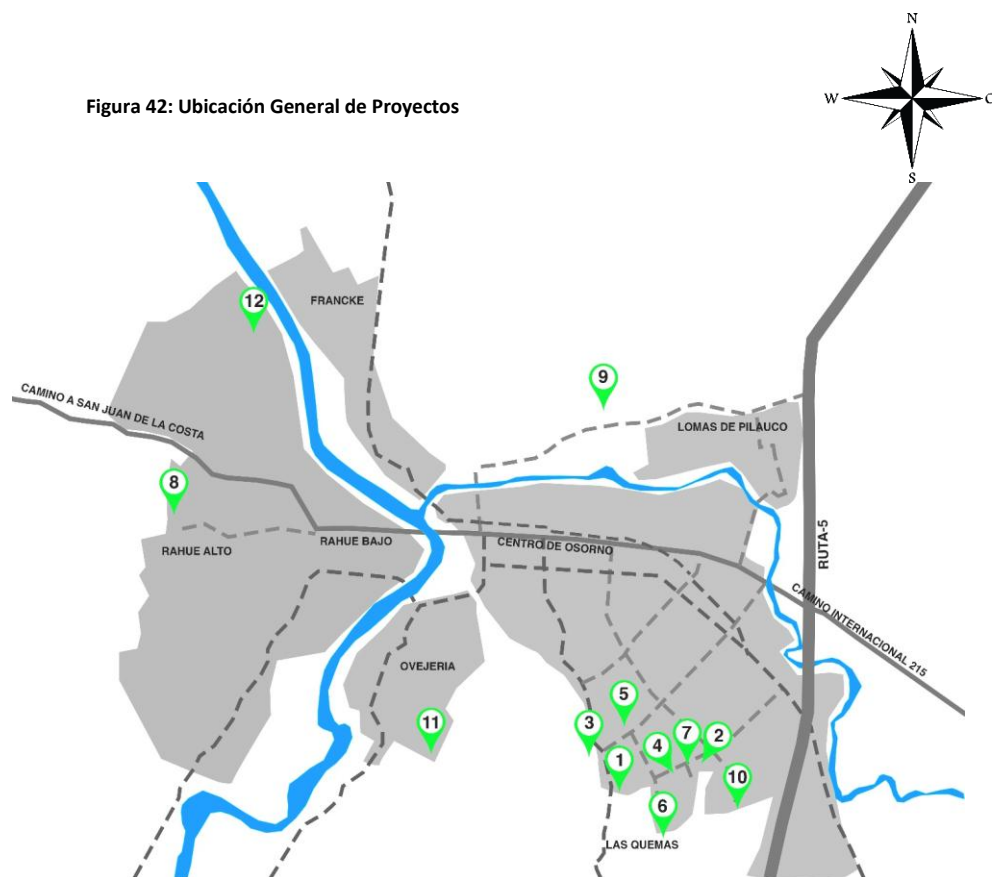 N
Figura 42: Ubicación General de Proyectos
W
O
S
12
FRANCKE
9
CAMINO A SAN JUAN DE LA COSTA
LOMAS DE PILAUCO
8
RUTA-5
RAHUE ALTO
RAHUE BAJO
CENTRO DE OSORNO
CAMINO INTERNACIONAL 215
OVEJERIA
5
11
3
4
7
2
1
10
6
LAS QUEMAS